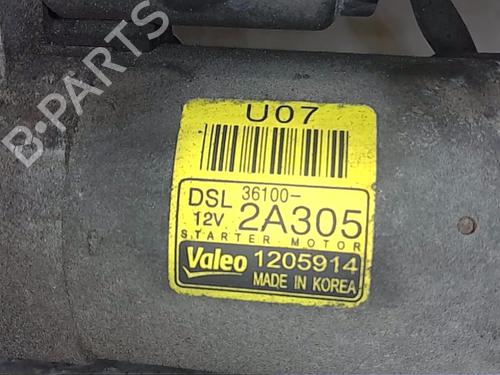 B-PARTS
U07
DSL 36100-
12V 2A305
STARTER MOTOR
Valeo 1205914
MADE IN KOREA